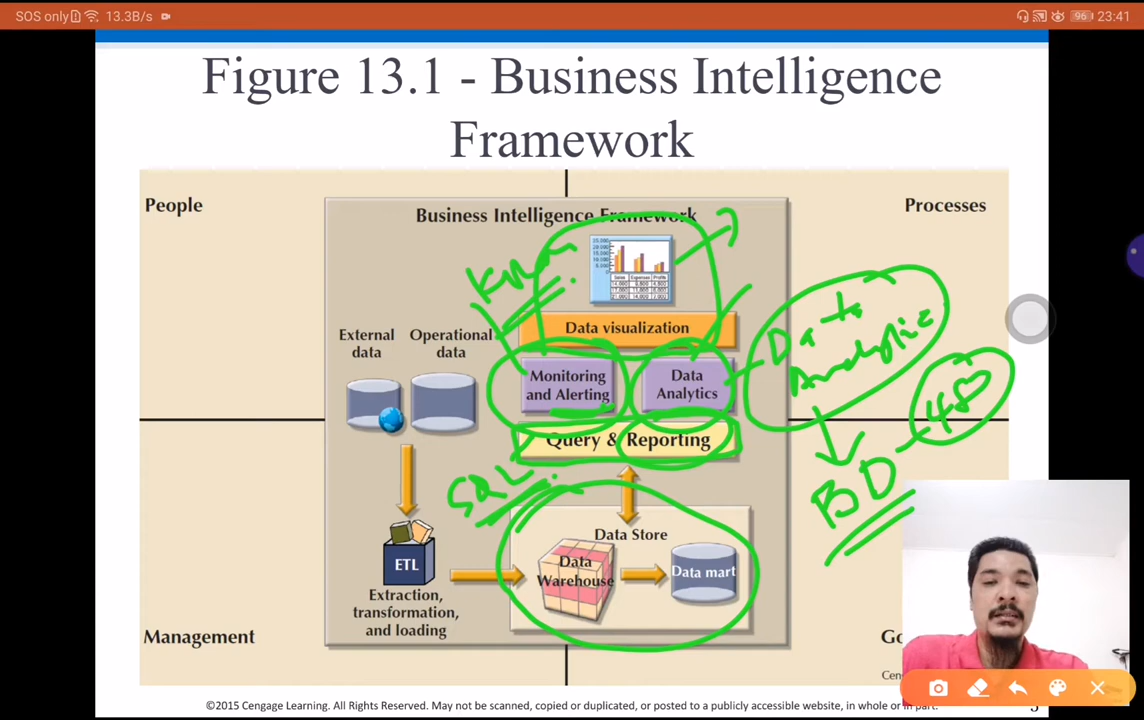 SOS only 13.3B/s 96 23:41
Figure 13.1 - Business Intelligence
Framework
People
Processes
Business Intelligence Framework
External
data
Operational
data
Data visualization
Monitoring
and Alerting
Data
Analytics
Data
Analytic
Query & Reporting
SQL
BD
Data Store
Data
Warehouse
Data mart
ETL
Extraction,
transformation,
and loading
Management
Go
Cen
©2015 Cengage Learning. All Rights Reserved. May not be scanned, copied or duplicated, or posted to a publicly accessible website, in whole or in part.